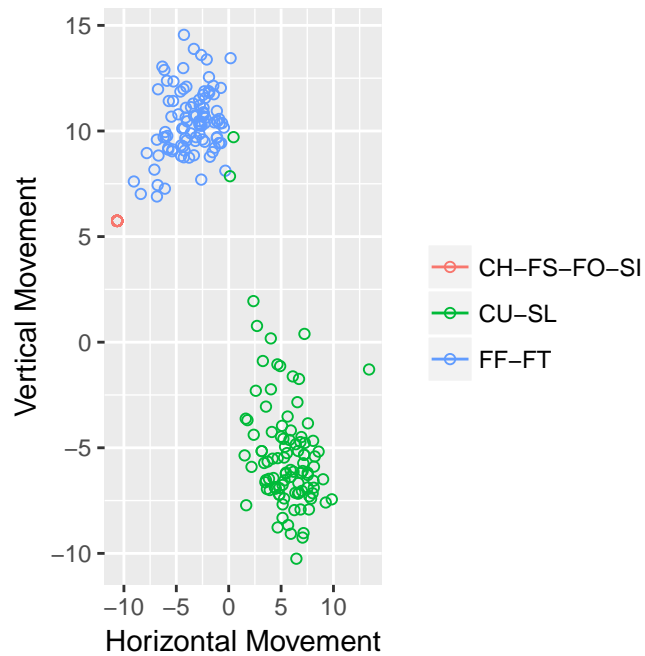 15
10
5
0
−5
−10
Vertical Movement
−10 −5 0 5 10
Horizontal Movement
CH−FS−FO−SI
CU−SL
FF−FT